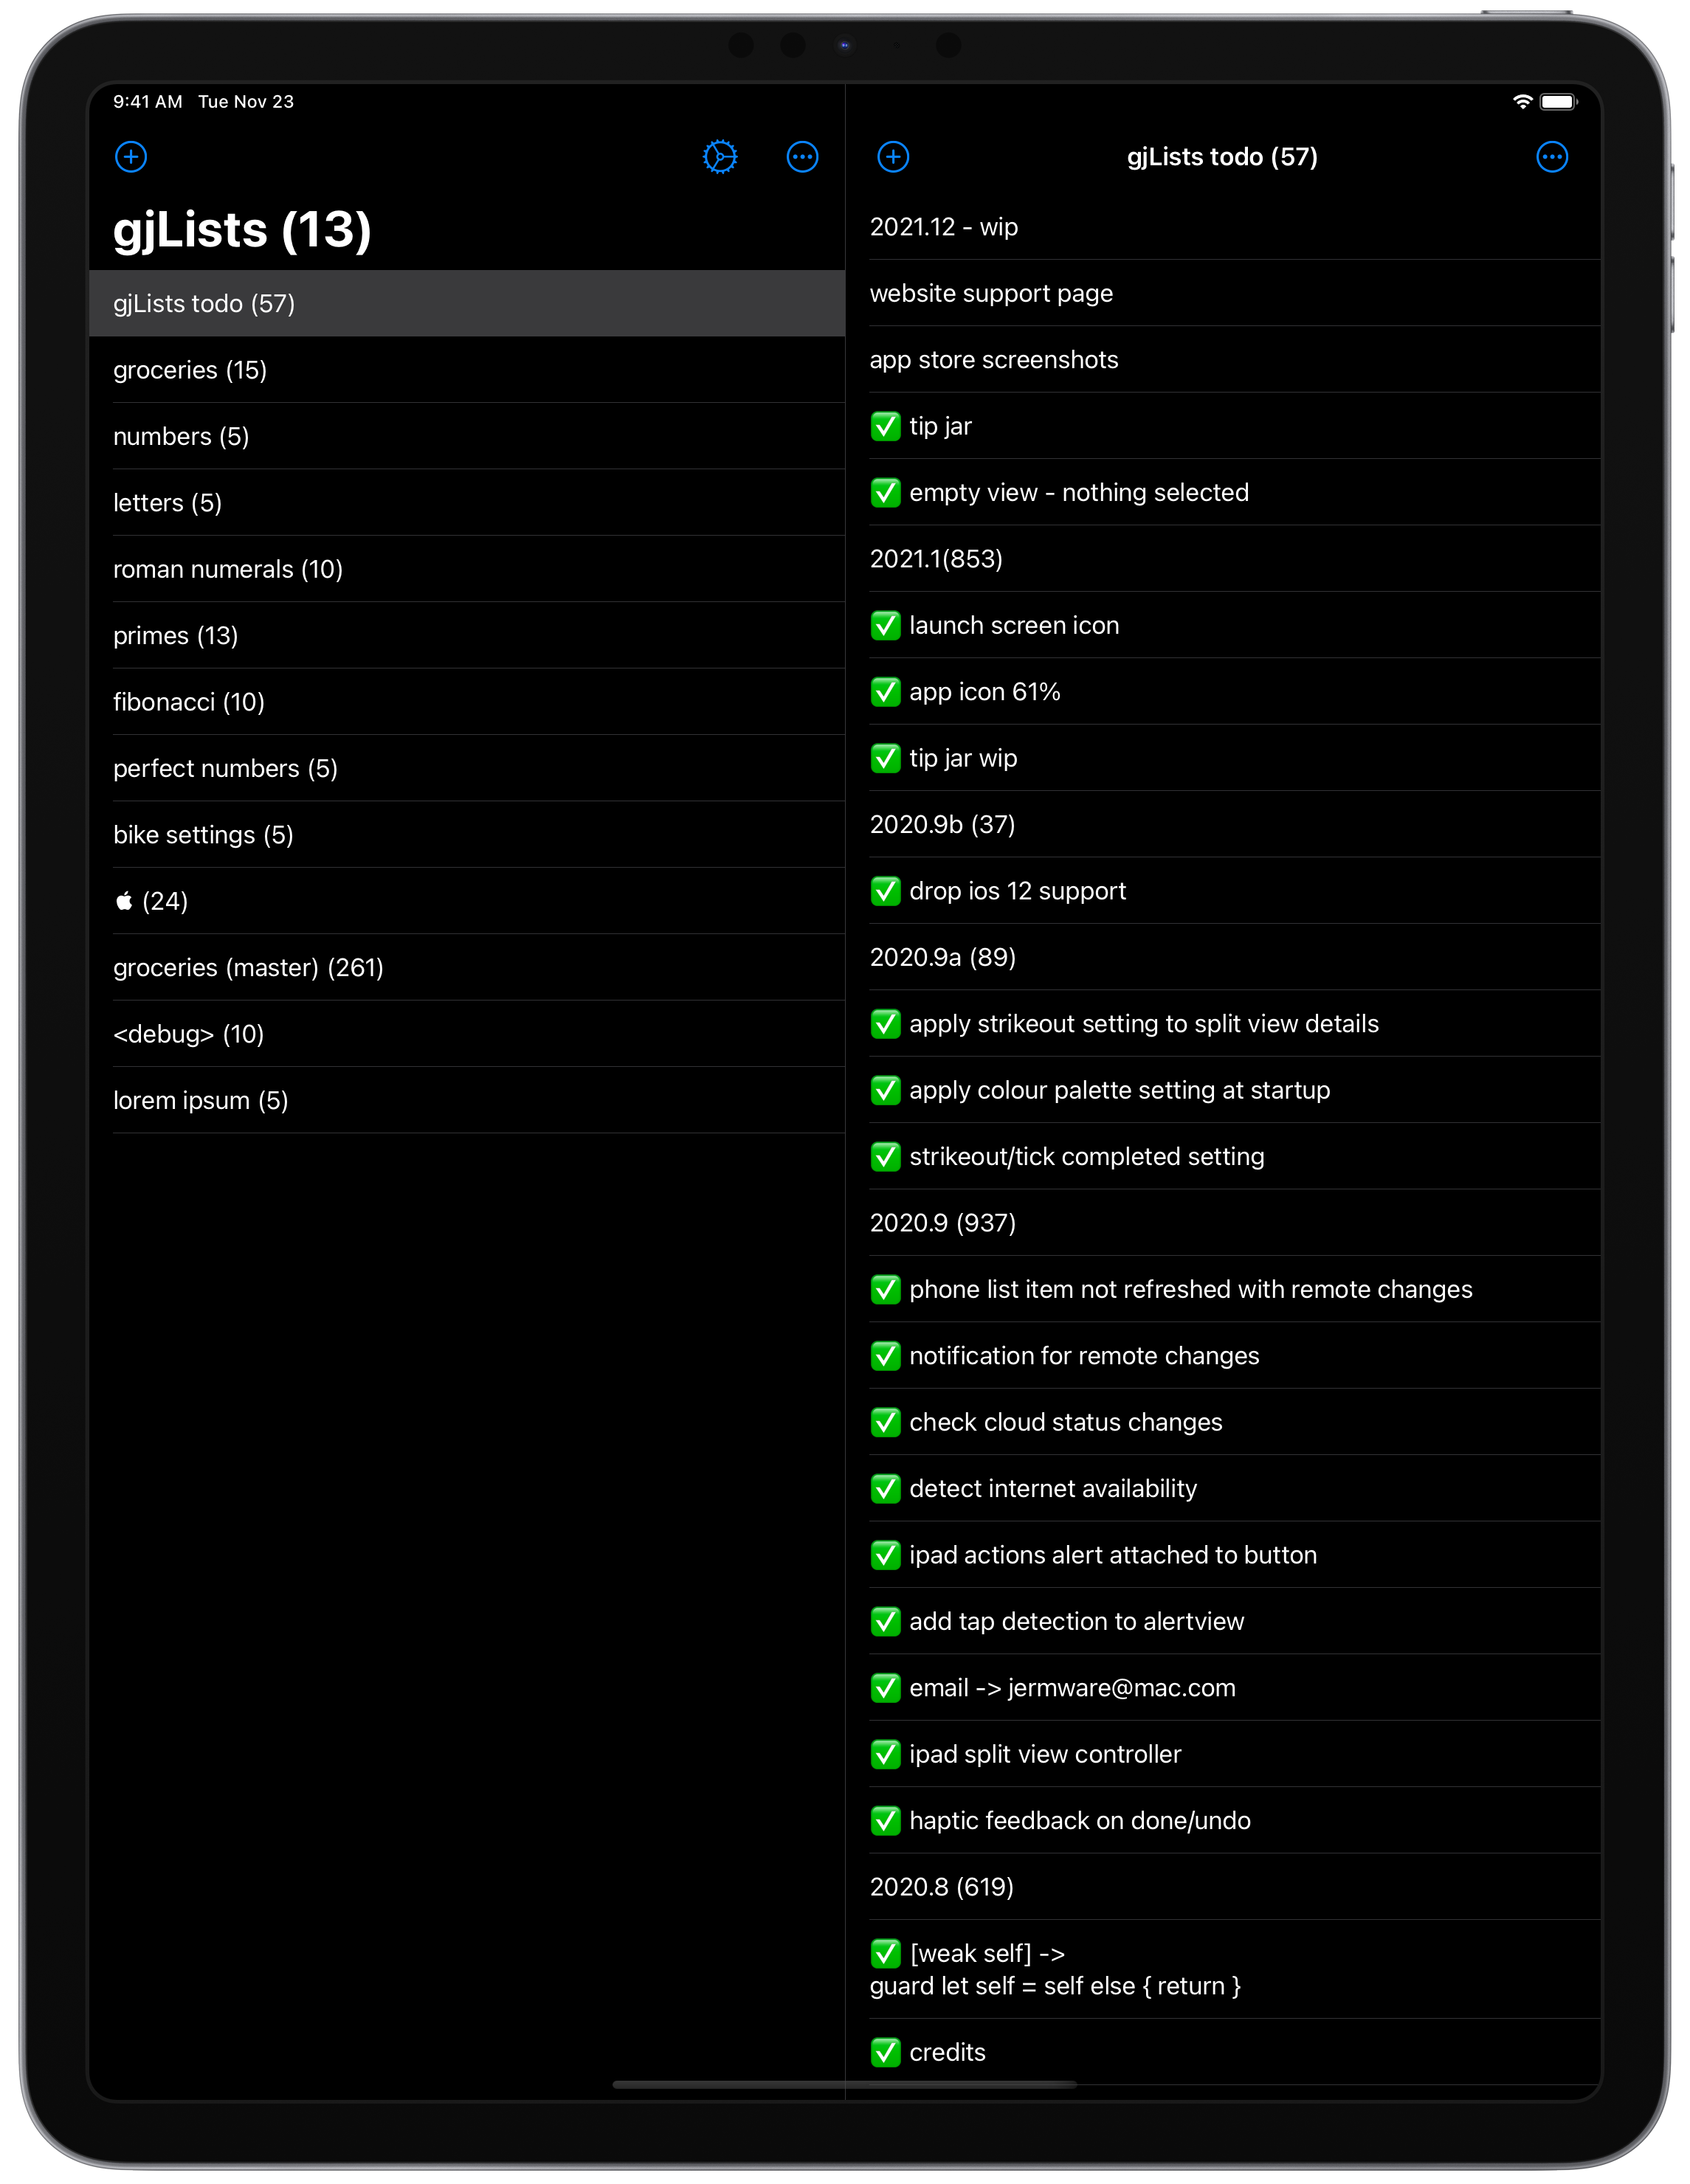 9:41 AM Tue Nov 23
gjLists (13)
gjLists todo (57)
groceries (15)
numbers (5)
letters (5)
roman numerals (10)
primes (13)
fibonacci (10)
perfect numbers (5)
bike settings (5)
 (24)
groceries (master) (261)
<debug> (10)
lorem ipsum (5)
gjLists todo (57)
2021.12 - wip
website support page
app store screenshots
✅ tip jar
✅ empty view - nothing selected
2021.1(853)
✅ launch screen icon
✅ app icon 61%
✅ tip jar wip
2020.9b (37)
✅ drop ios 12 support
2020.9a (89)
✅ apply strikeout setting to split view details
✅ apply colour palette setting at startup
✅ strikeout/tick completed setting
2020.9 (937)
✅ phone list item not refreshed with remote changes
✅ notification for remote changes
✅ check cloud status changes
✅ detect internet availability
✅ ipad actions alert attached to button
✅ add tap detection to alertview
✅ email -> jermware@mac.com
✅ ipad split view controller
✅ haptic feedback on done/undo
2020.8 (619)
✅ [weak self] ->
guard let self = self else { return }
✅ credits